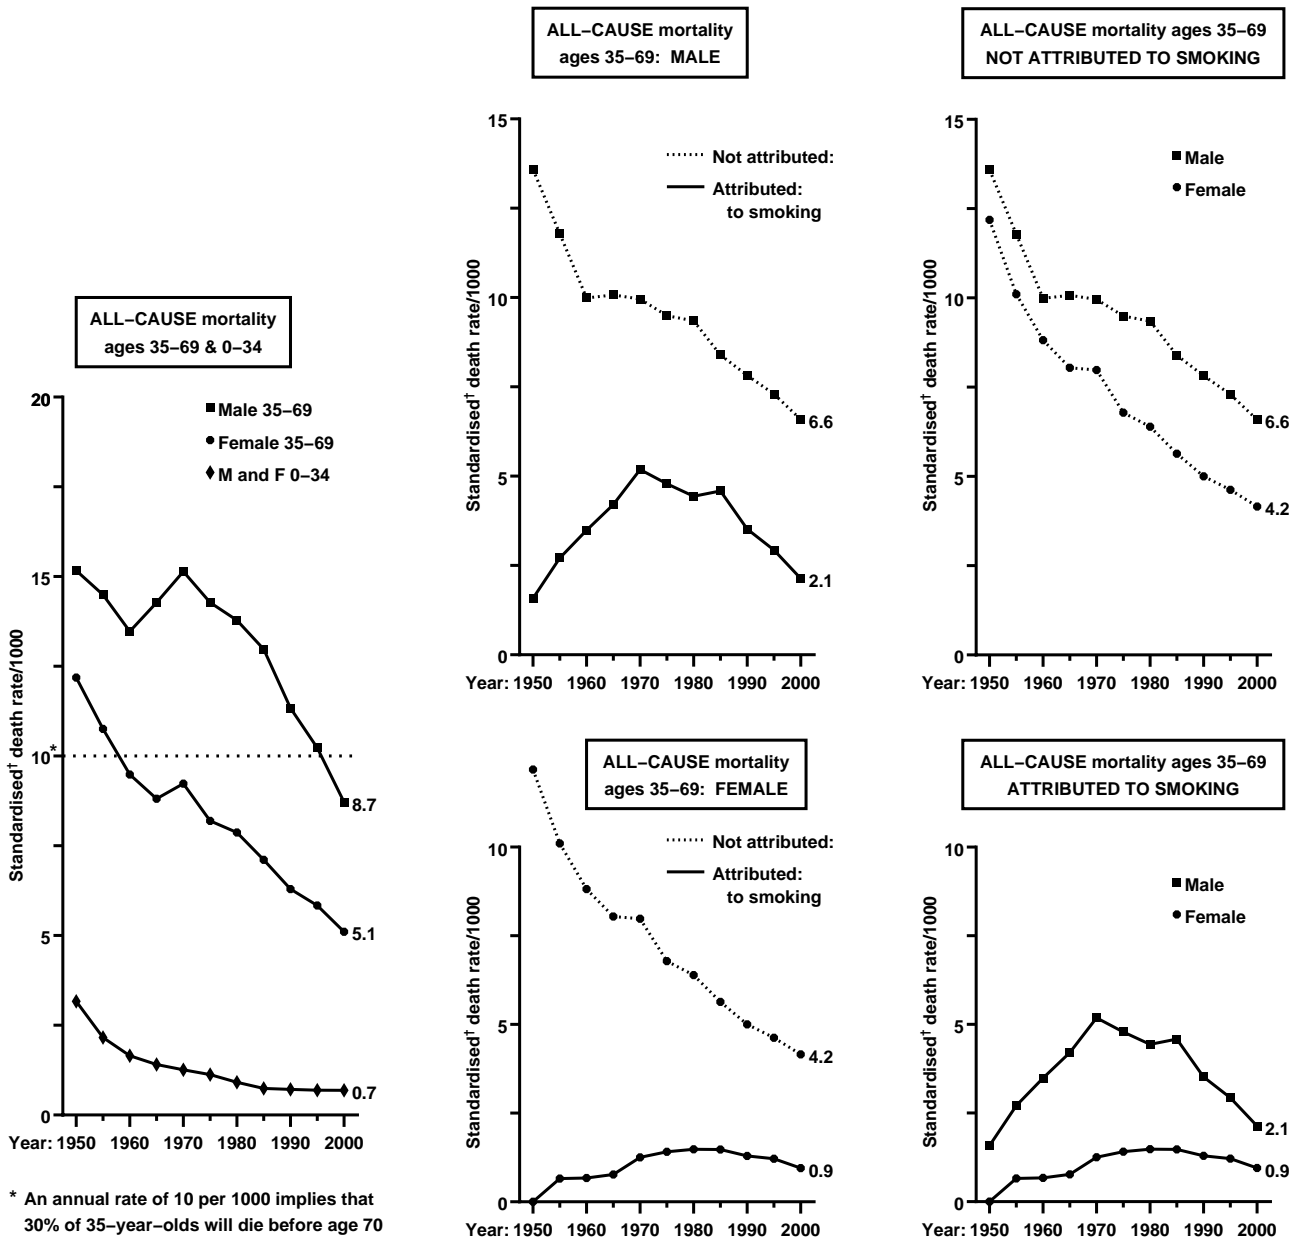 ALL−CAUSE mortality
ages 35−69 & 0−34
Standardised† death rate/1000
20
15
10*
5
0
Male 35−69
Female 35−69
M and F 0−34
8.7
5.1
0.7
Year: 1950 1960 1970 1980 1990 2000
* An annual rate of 10 per 1000 implies that
30% of 35−year−olds will die before age 70
ALL−CAUSE mortality
ages 35−69: MALE
Standardised† death rate/1000
15
10
5
0
Not attributed:
Attributed:
to smoking
6.6
2.1
Year: 1950 1960 1970 1980 1990 2000
ALL−CAUSE mortality ages 35−69
NOT ATTRIBUTED TO SMOKING
Standardised† death rate/1000
15
10
5
0
Male
Female
6.6
4.2
Year: 1950 1960 1970 1980 1990 2000
ALL−CAUSE mortality
ages 35−69: FEMALE
Standardised† death rate/1000
10
5
0
Not attributed:
Attributed:
to smoking
4.2
0.9
Year: 1950 1960 1970 1980 1990 2000
ALL−CAUSE mortality ages 35−69
ATTRIBUTED TO SMOKING
Standardised† death rate/1000
10
5
0
Male
Female
2.1
0.9
Year: 1950 1960 1970 1980 1990 2000